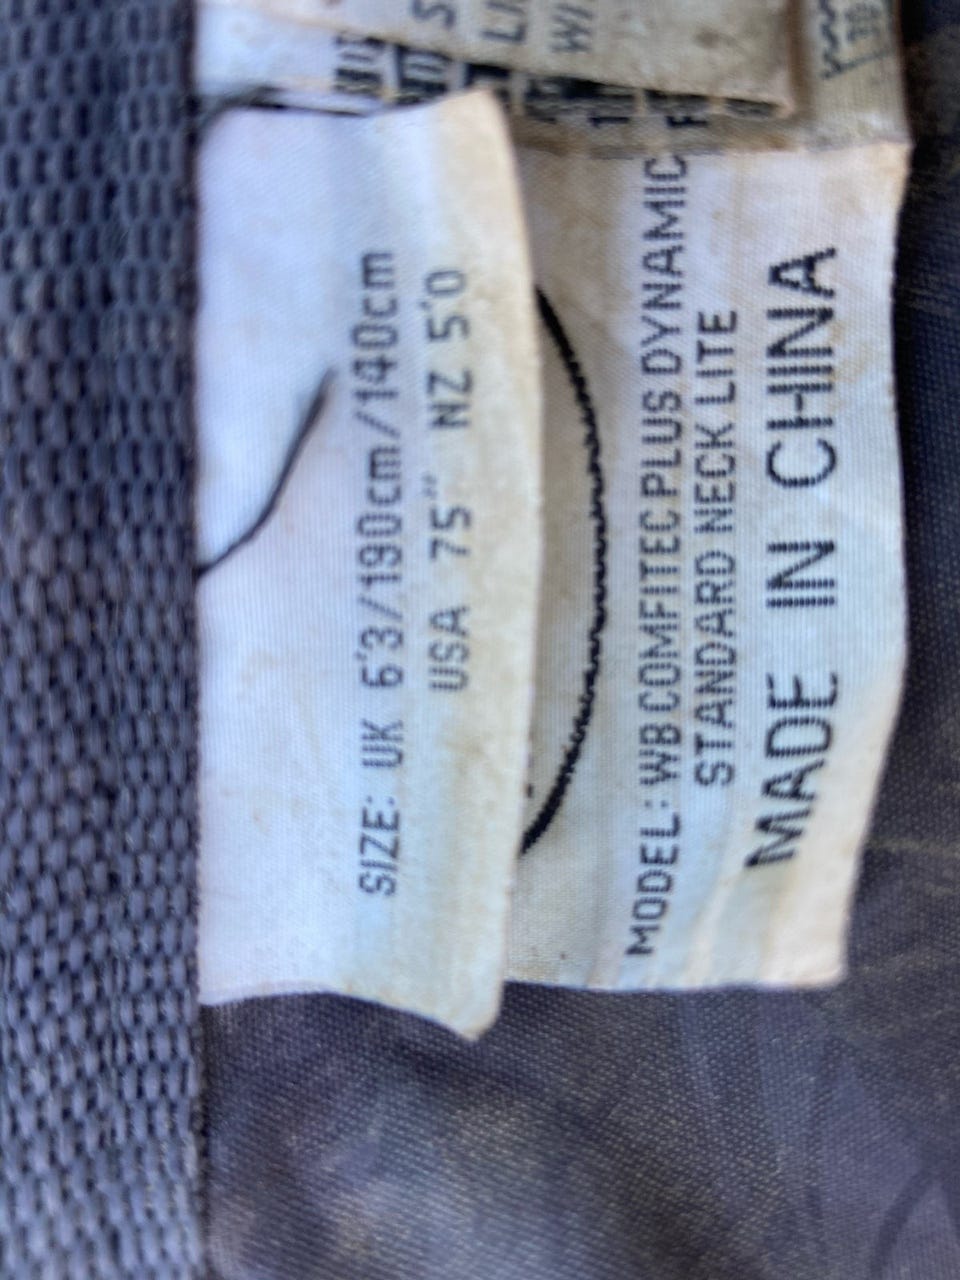 SIZE: UK 6'3/190cm/140cm
USA 75" NZ 5'0
MODEL: WB COMFITEC PLUS DYNAMIC
STANDARD NECK LITE
MADE IN CHINA